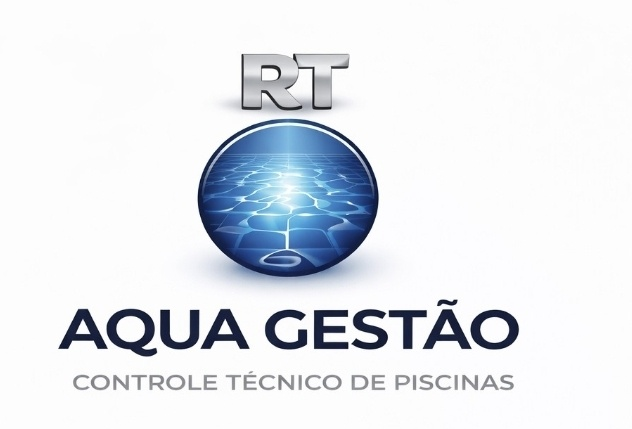 RT
AQUA GESTÃO
CONTROLE TÉCNICO DE PISCINAS